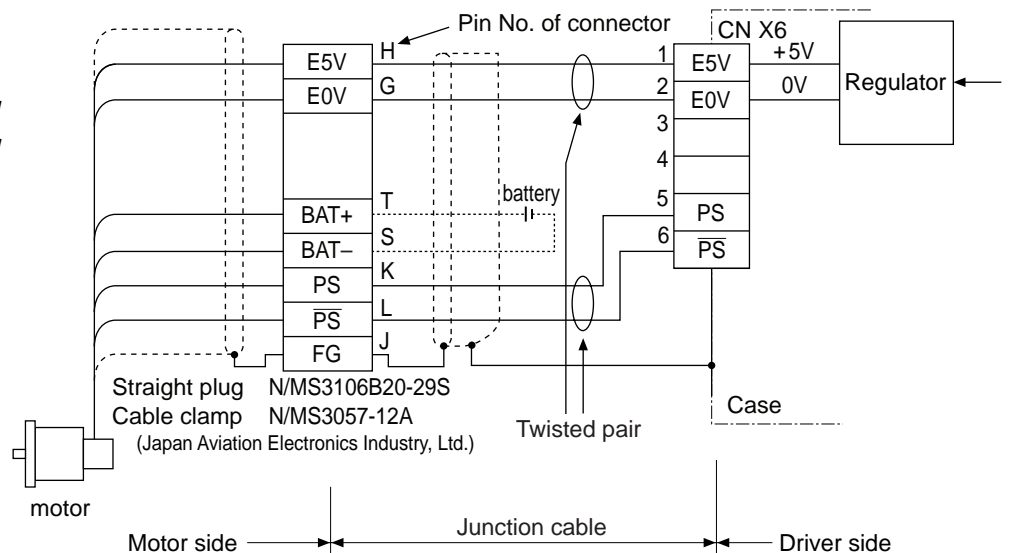 Pin No. of connector
CN X6
H
E5V
1
E5V
+5V
Regulator
G
E0V
2
E0V
0V
3
4
T
battery
BAT+
5
PS
S
BAT–
6
P̅S̅
K
PS
L
P̅S̅
J
FG
Straight plug N/MS3106B20-29S
Cable clamp N/MS3057-12A
(Japan Aviation Electronics Industry, Ltd.)
Twisted pair
Case
motor
Motor side
Junction cable
Driver side